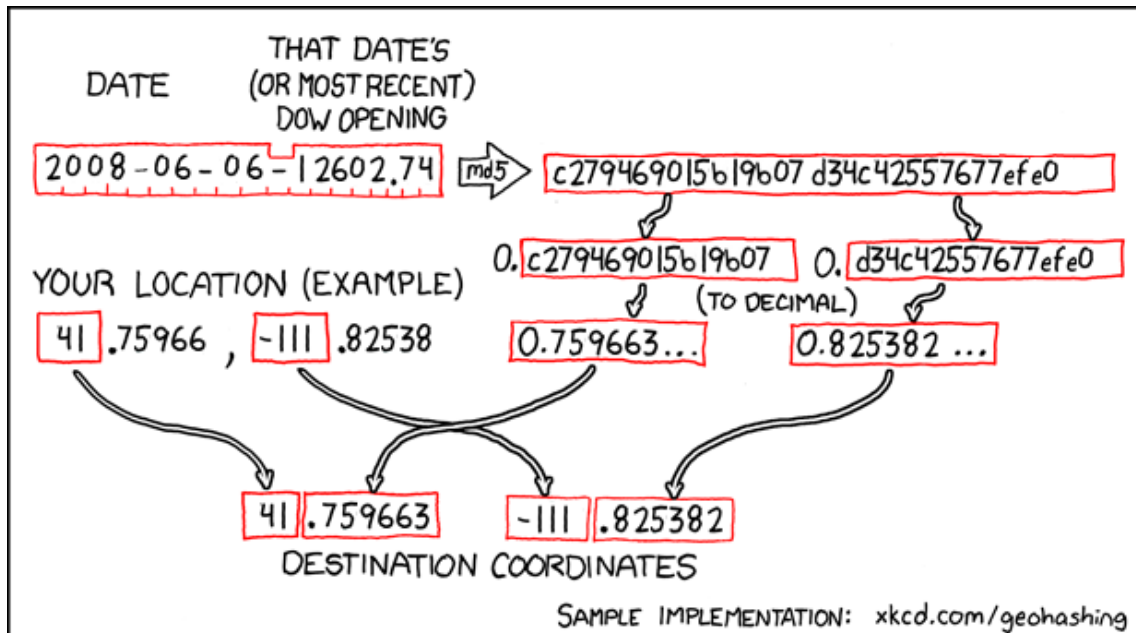 DATE
THAT DATE'S
(OR MOST RECENT)
DOW OPENING
2008-06-06-12602.74
md5
c279469015b19b07 d34c42557677efe0
0. c279469015b19b07
0. d34c42557677efe0
(TO DECIMAL)
YOUR LOCATION (EXAMPLE)
41 .75966 , -111 .82538
0.759663...
0.825382 ...
41 .759663
-111 .825382
DESTINATION COORDINATES
SAMPLE IMPLEMENTATION: xkcd.com/geohashing